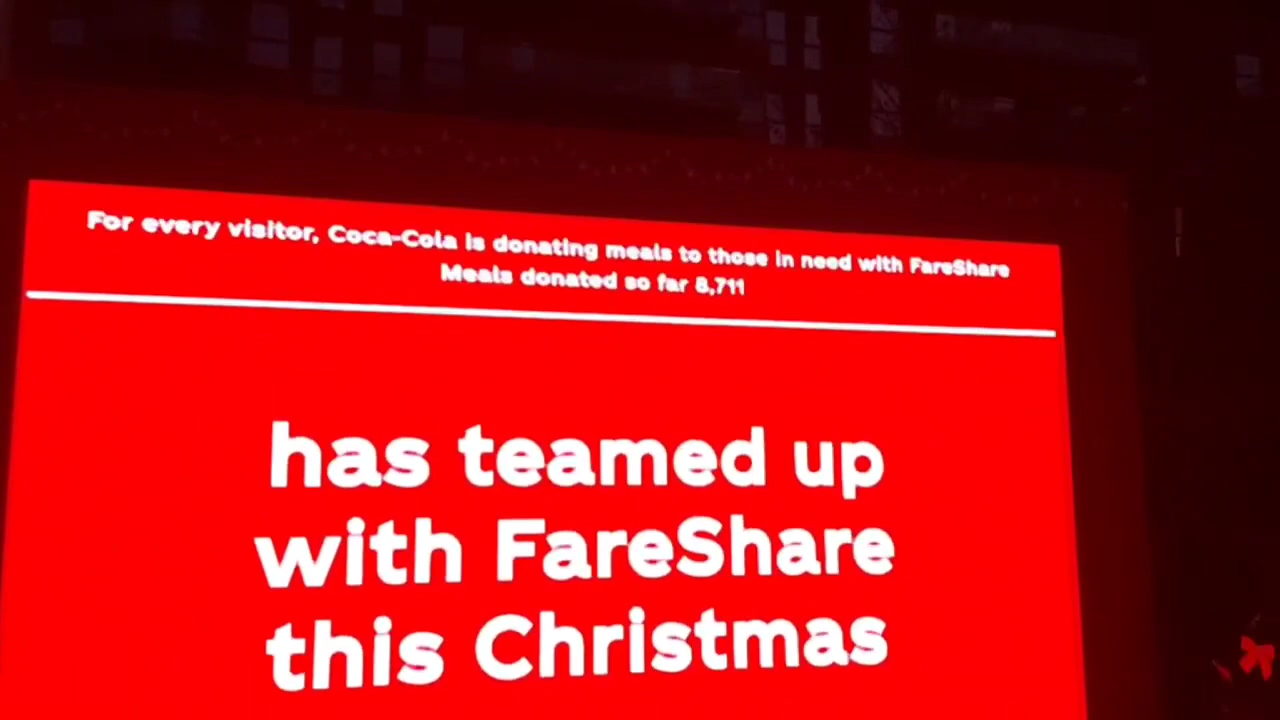 For every visitor, Coca-Cola is donating meals to those in need with FareShare
Meals donated so far 8,711
has teamed up
with FareShare
this Christmas